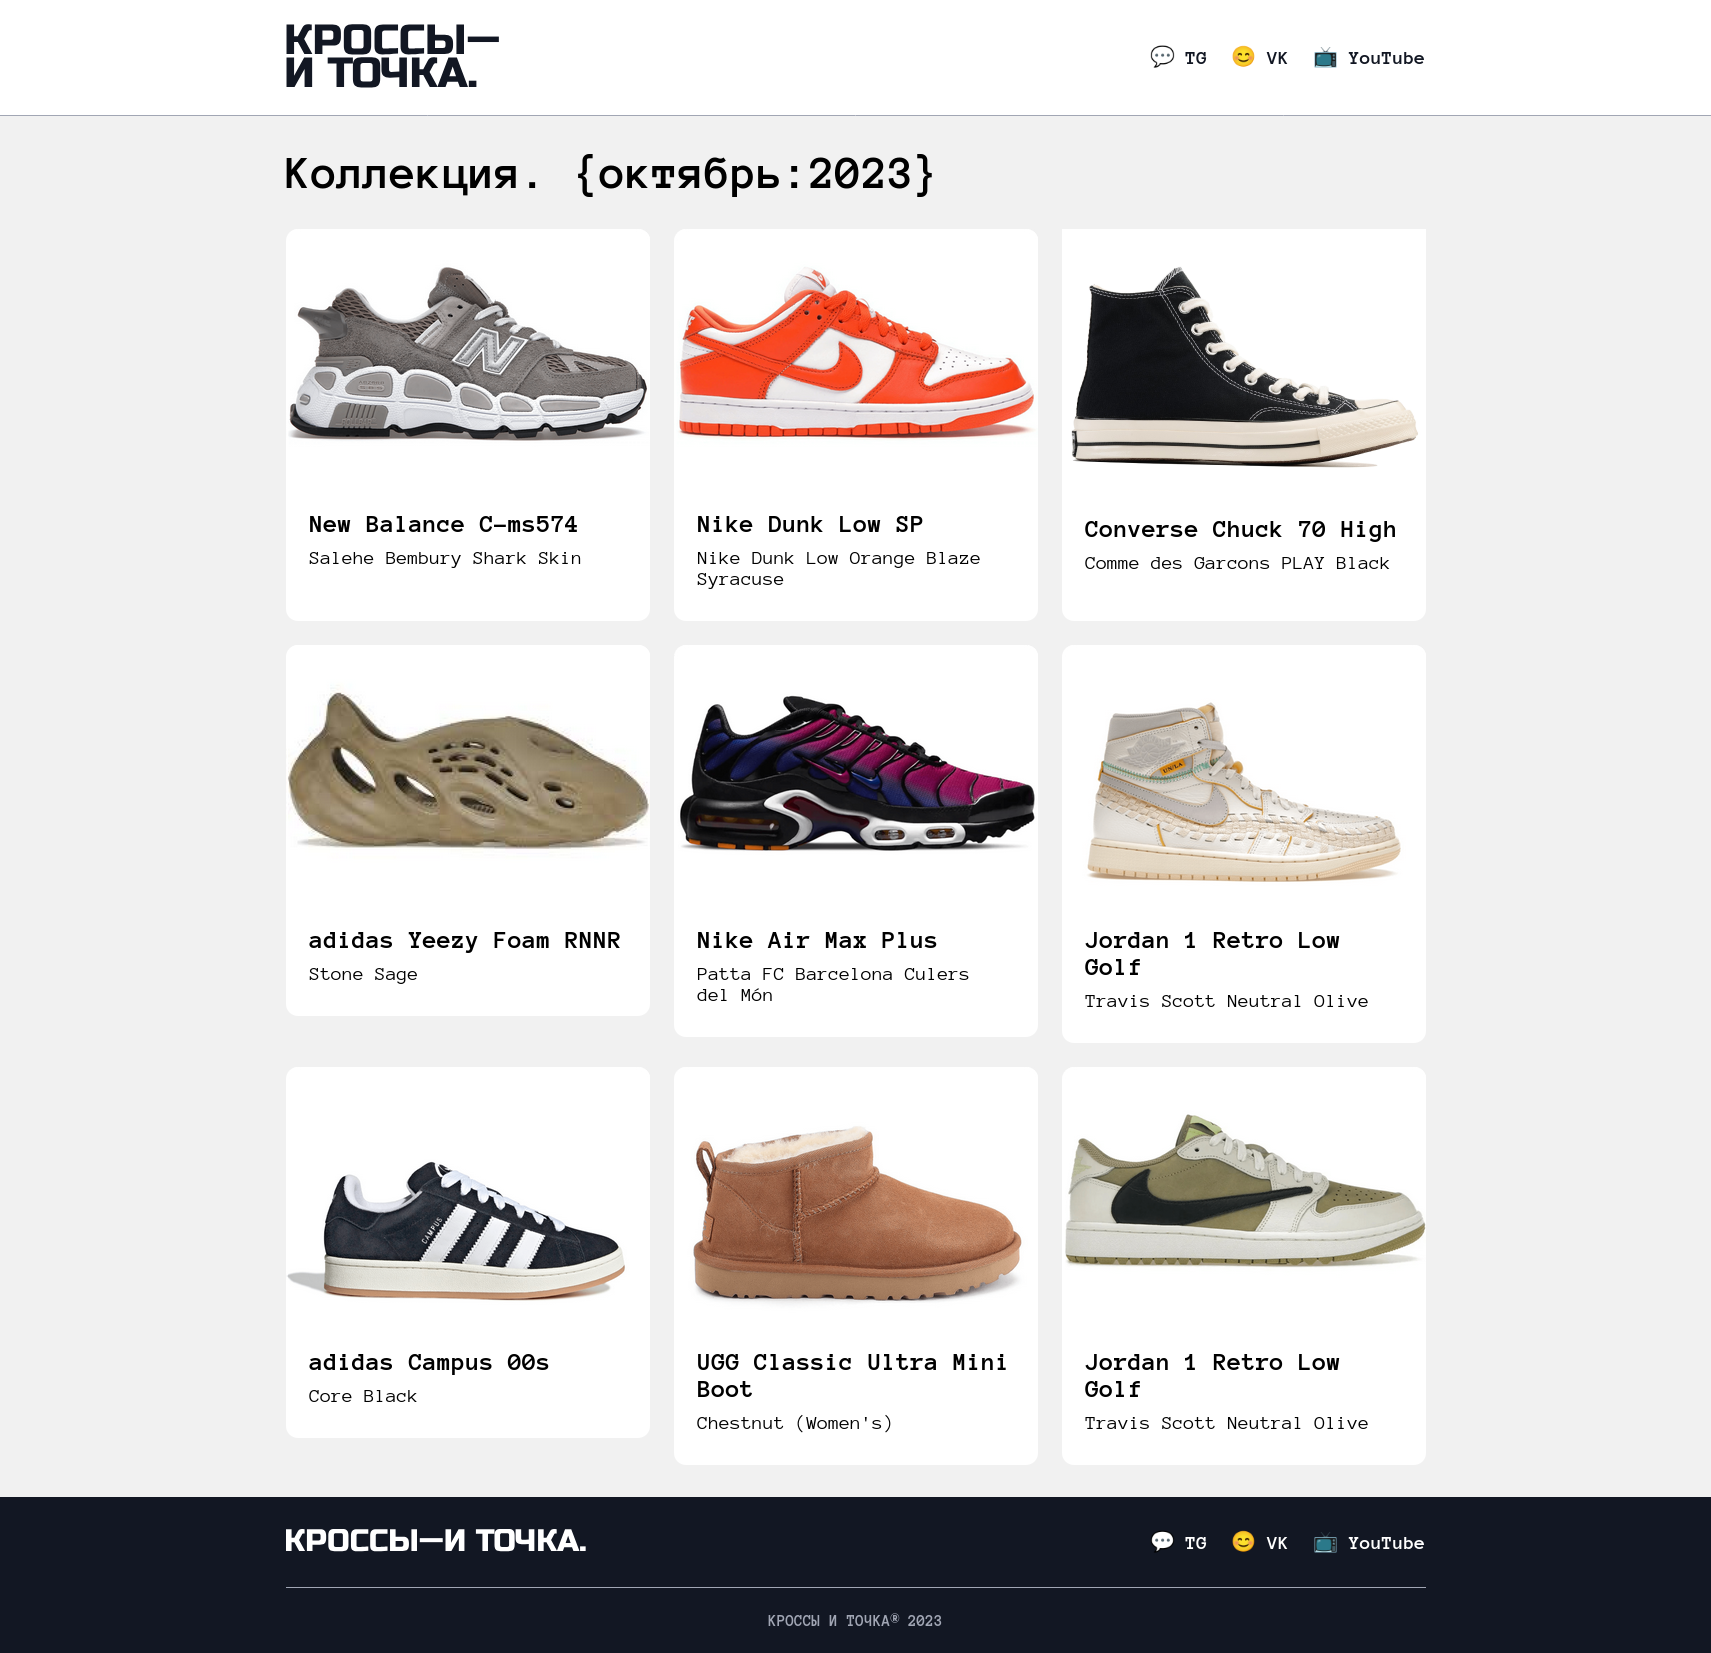 КРОССЫ—
И ТОЧКА.
💬 TG 😊 VK 📺 YouTube
Коллекция. {октябрь:2023}
New Balance C-ms574
Salehe Bembury Shark Skin
Nike Dunk Low SP
Nike Dunk Low Orange Blaze
Syracuse
Converse Chuck 70 High
Comme des Garcons PLAY Black
adidas Yeezy Foam RNNR
Stone Sage
Nike Air Max Plus
Patta FC Barcelona Culers
del Món
UN/LA
Jordan 1 Retro Low
Golf
Travis Scott Neutral Olive
CAMPUS
adidas Campus 00s
Core Black
UGG Classic Ultra Mini
Boot
Chestnut (Women's)
Jordan 1 Retro Low
Golf
Travis Scott Neutral Olive
КРОССЫ—И ТОЧКА.
💬 TG 😊 VK 📺 YouTube
КРОССЫ И ТОЧКА® 2023